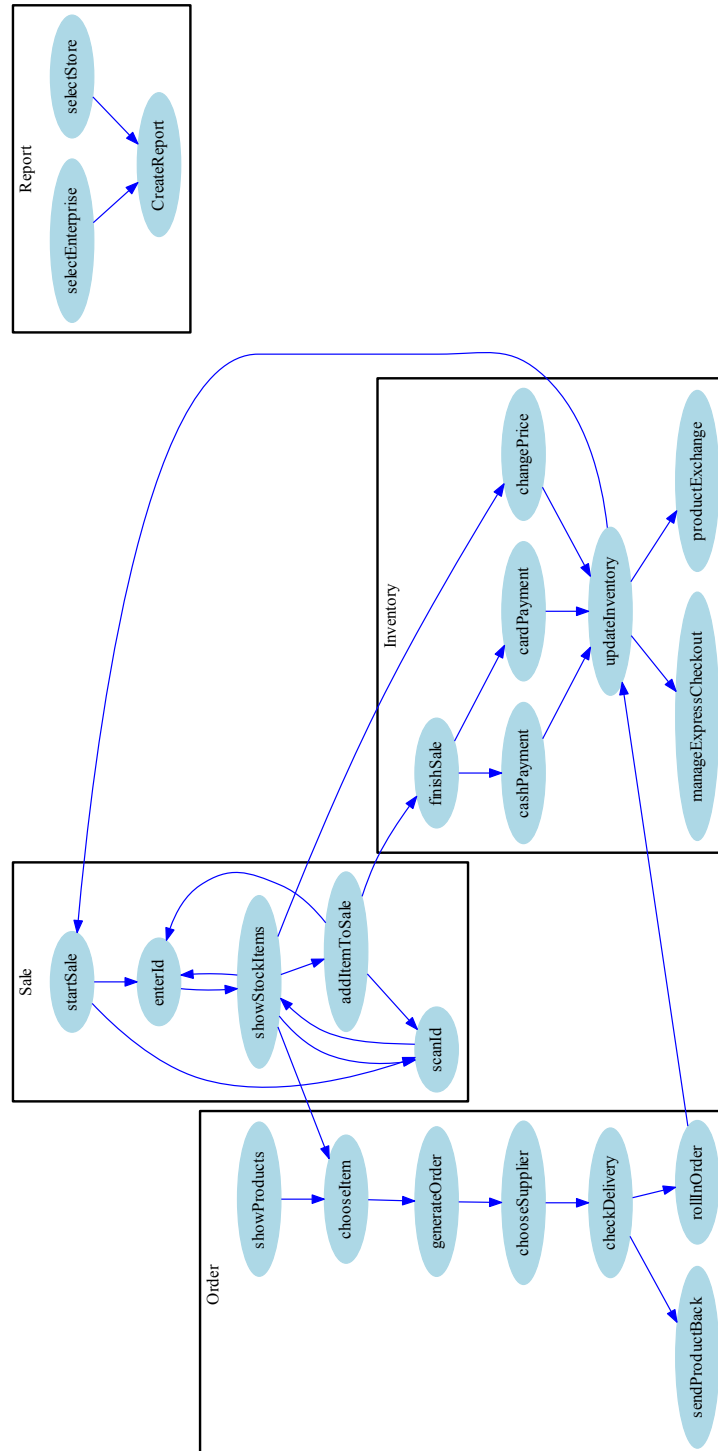 Order
showProducts
chooseItem
generateOrder
chooseSupplier
checkDelivery
sendProductBack
rollInOrder
Sale
startSale
enterId
showStockItems
addItemToSale
scanId
Inventory
finishSale
cashPayment
cardPayment
changePrice
updateInventory
manageExpressCheckout
productExchange
Report
selectEnterprise
selectStore
CreateReport